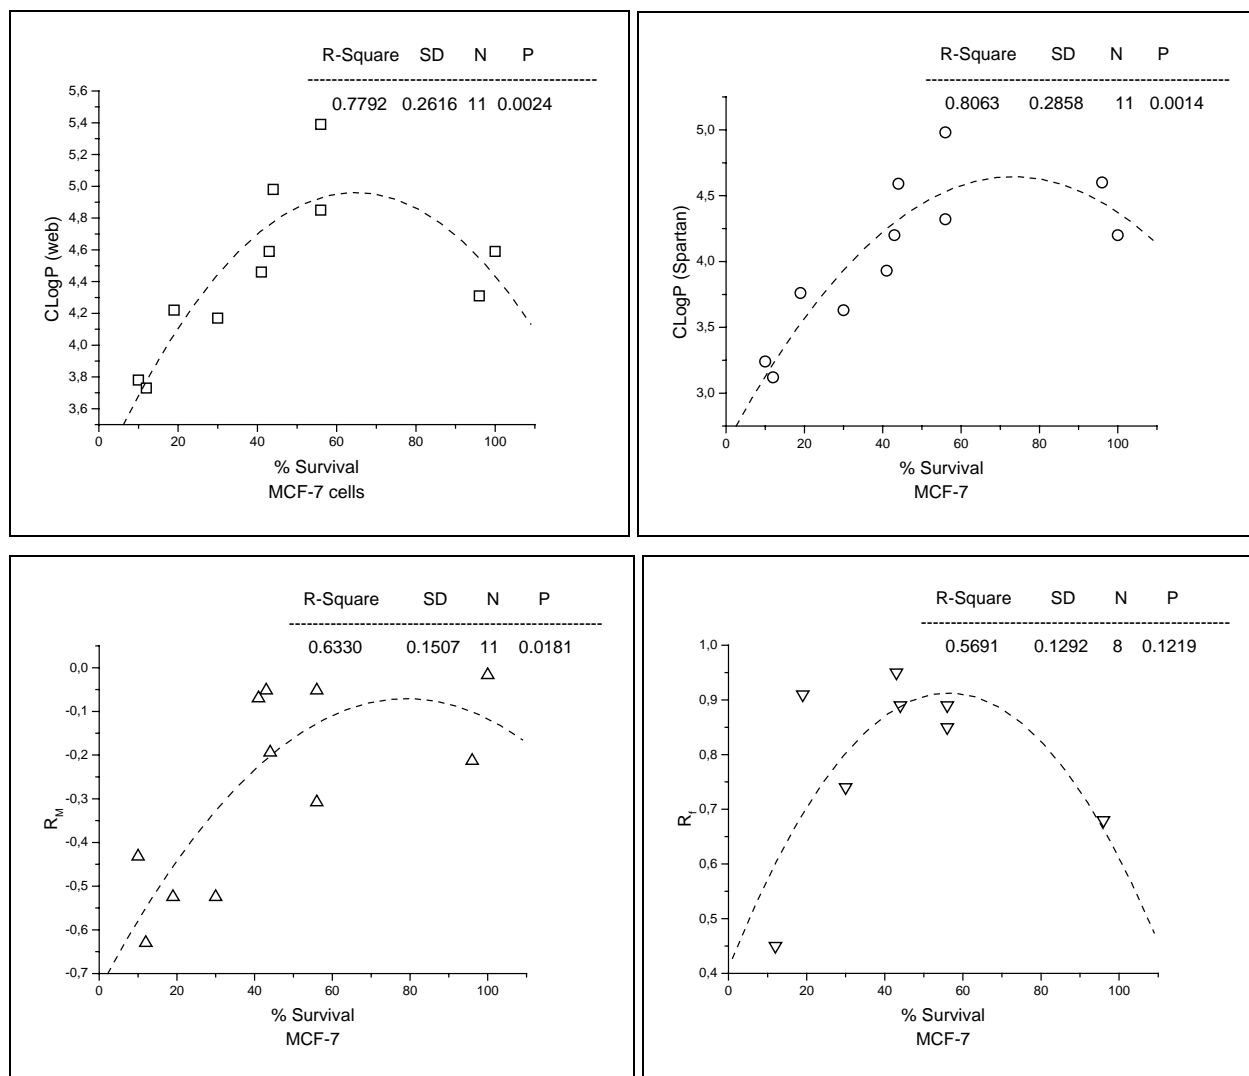 R-Square SD N P
0.7792 0.2616 11 0.0024
5,6
5,4
5,2
5,0
4,8
4,6
4,4
4,2
4,0
3,8
3,6
CLogP (web)
0 20 40 60 80 100
% Survival
MCF-7 cells
R-Square SD N P
0.8063 0.2858 11 0.0014
5,0
4,5
4,0
3,5
3,0
CLogP (Spartan)
0 20 40 60 80 100
% Survival
MCF-7
R-Square SD N P
0.6330 0.1507 11 0.0181
0,0
-0,1
-0,2
-0,3
-0,4
-0,5
-0,6
-0,7
R_M
0 20 40 60 80 100
% Survival
MCF-7
R-Square SD N P
0.5691 0.1292 8 0.1219
1,0
0,9
0,8
0,7
0,6
0,5
0,4
R_f
0 20 40 60 80 100
% Survival
MCF-7